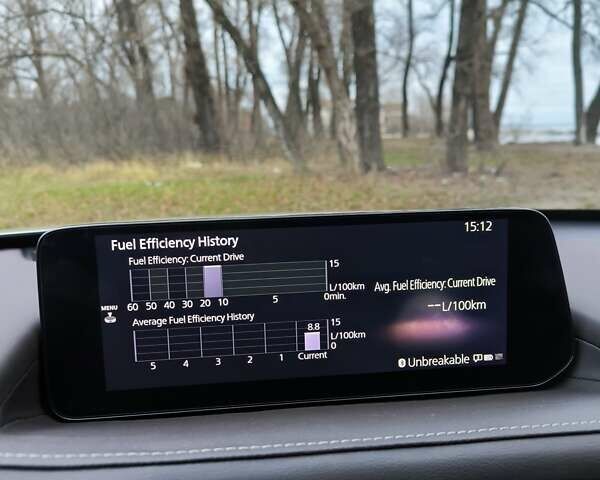 15:12
Fuel Efficiency History
Fuel Efficiency: Current Drive
15
L/100km
0min.
60 50 40 30 20 10 5
MENU
Avg. Fuel Efficiency: Current Drive
--L/100km
Average Fuel Efficiency History
8.8
15
L/100km
0
5 4 3 2 1 Current
Unbreakable